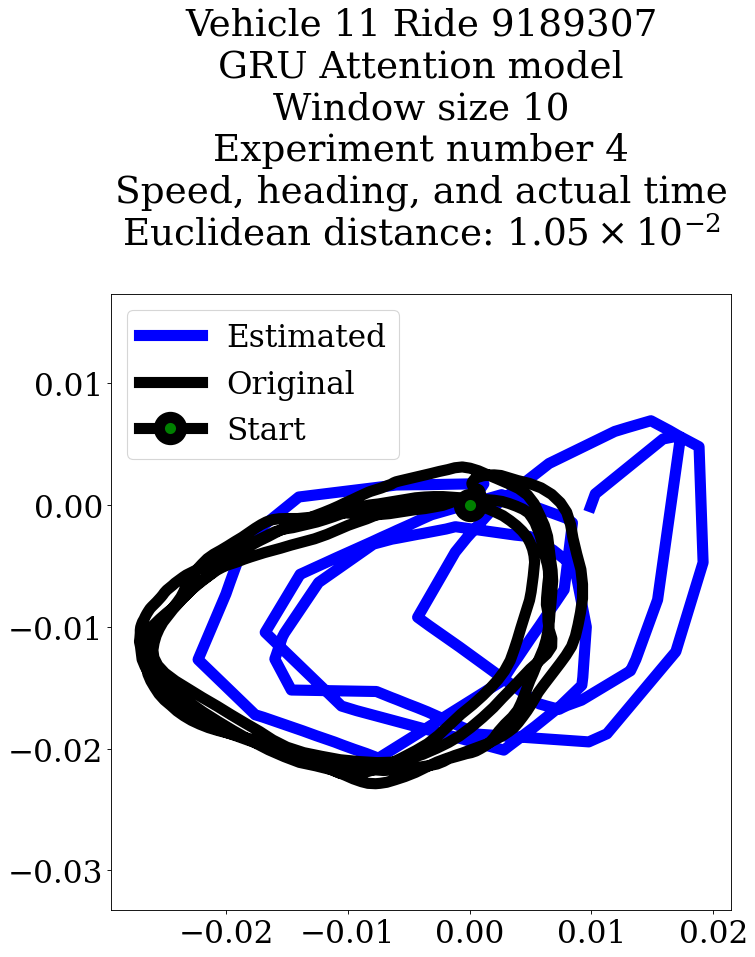 Vehicle 11 Ride 9189307
GRU Attention model
Window size 10
Experiment number 4
Speed, heading, and actual time
Euclidean distance: 1.05 × 10⁻²
Estimated
Original
Start
0.01
0.00
−0.01
−0.02
−0.03
−0.02 −0.01 0.00 0.01 0.02